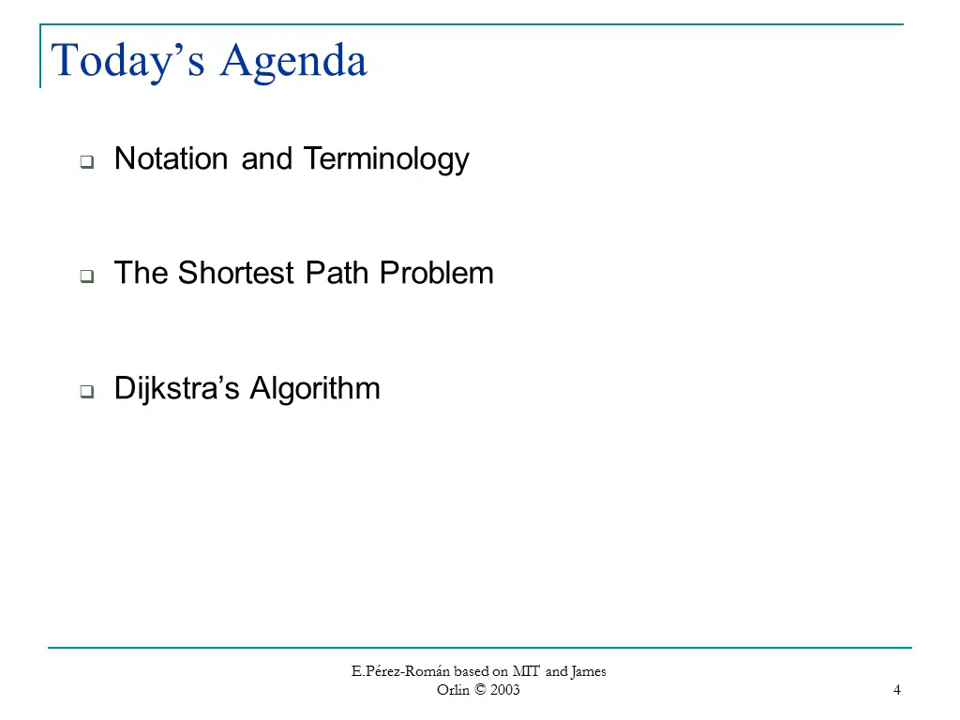 Today’s Agenda
Notation and Terminology
The Shortest Path Problem
Dijkstra’s Algorithm
E.Pérez-Román based on MIT and James
Orlin © 2003
4